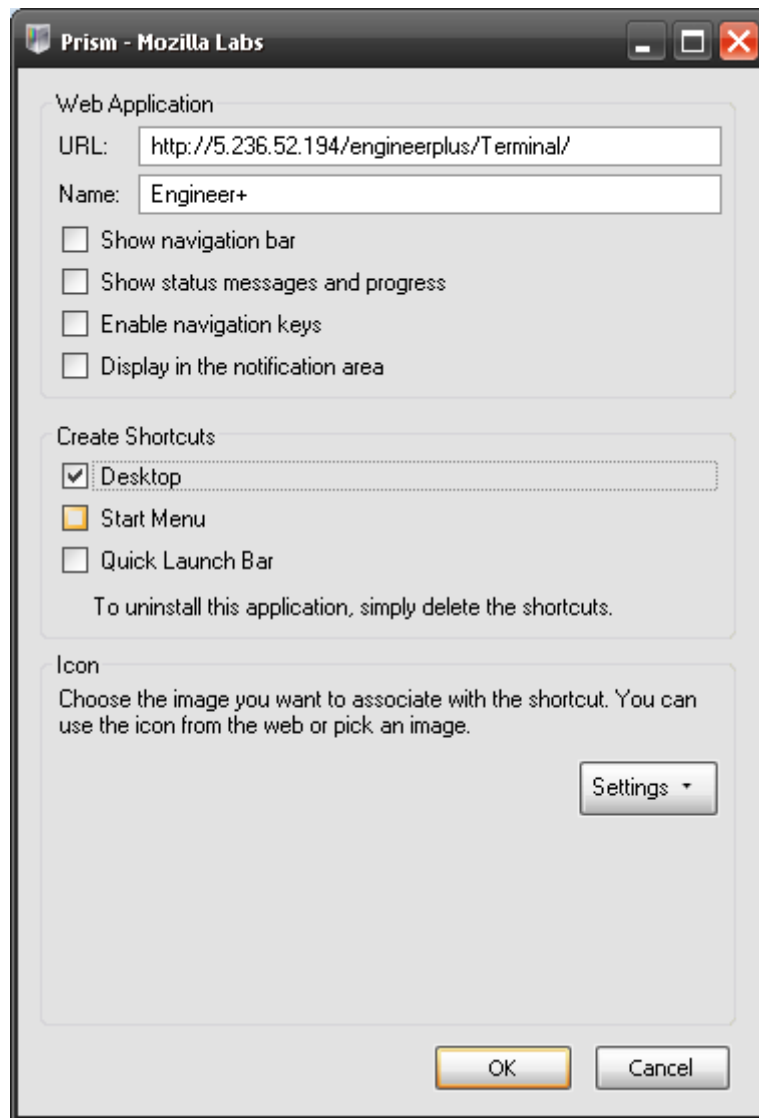 Prism - Mozilla Labs
Web Application
URL: http://5.236.52.194/engineerplus/Terminal/
Name: Engineer+
Show navigation bar
Show status messages and progress
Enable navigation keys
Display in the notification area
Create Shortcuts
Desktop
Start Menu
Quick Launch Bar
To uninstall this application, simply delete the shortcuts.
Icon
Choose the image you want to associate with the shortcut. You can
use the icon from the web or pick an image.
Settings
OK Cancel